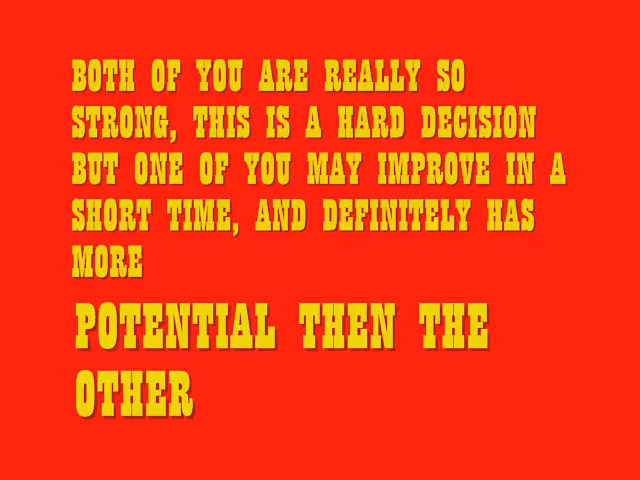 BOTH OF YOU ARE REALLY SO
STRONG, THIS IS A HARD DECISION
BUT ONE OF YOU MAY IMPROVE IN A
SHORT TIME, AND DEFINITELY HAS
MORE
POTENTIAL THEN THE
OTHER